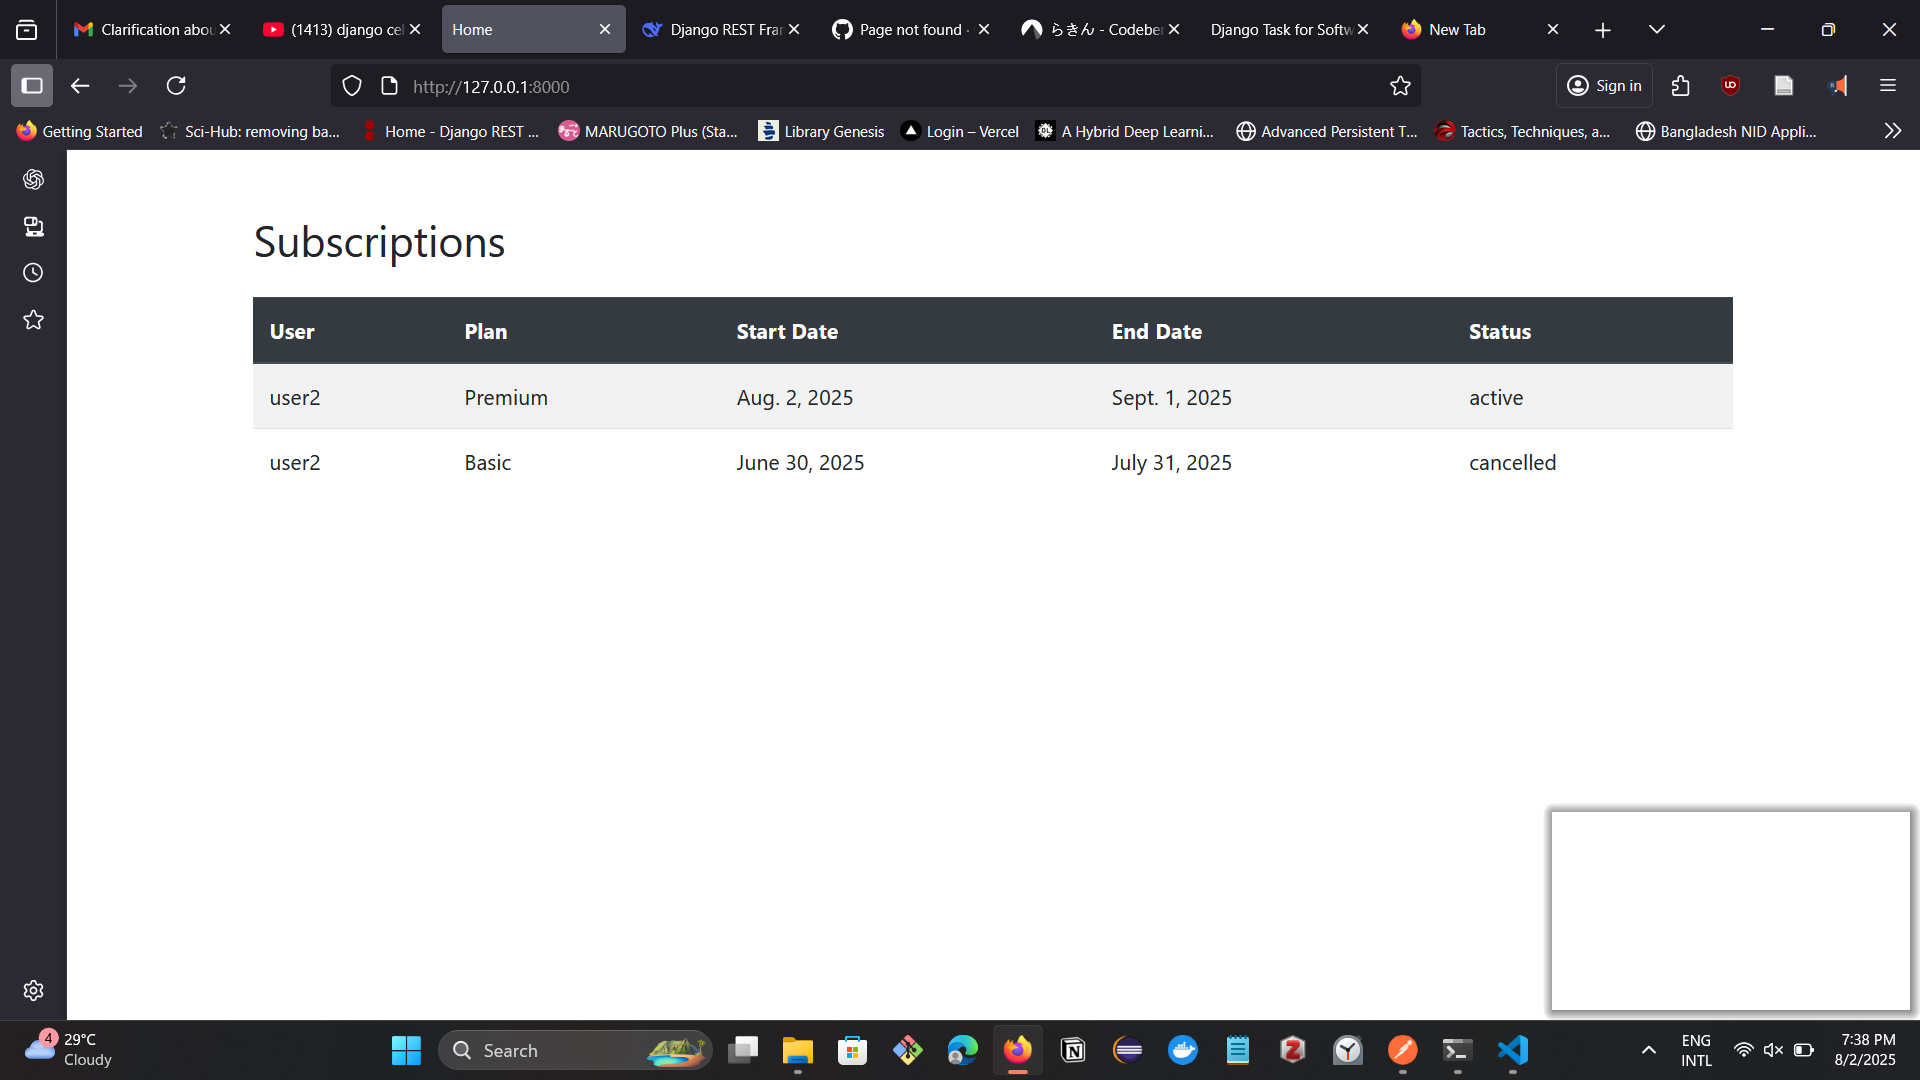 Clarification abou
(1413) django cel
Home
Django REST Fra
Page not found ·
らきん - Codeber
Django Task for Softw
New Tab
http://127.0.0.1:8000
Sign in
Getting Started
Sci-Hub: removing ba...
Home - Django REST ...
MARUGOTO Plus (Sta...
Library Genesis
Login – Vercel
A Hybrid Deep Learni...
Advanced Persistent T...
Tactics, Techniques, a...
Bangladesh NID Appli...
Subscriptions
User Plan Start Date End Date Status
user2 Premium Aug. 2, 2025 Sept. 1, 2025 active
user2 Basic June 30, 2025 July 31, 2025 cancelled
4
29°C
Cloudy
Search
ENG
INTL
7:38 PM
8/2/2025